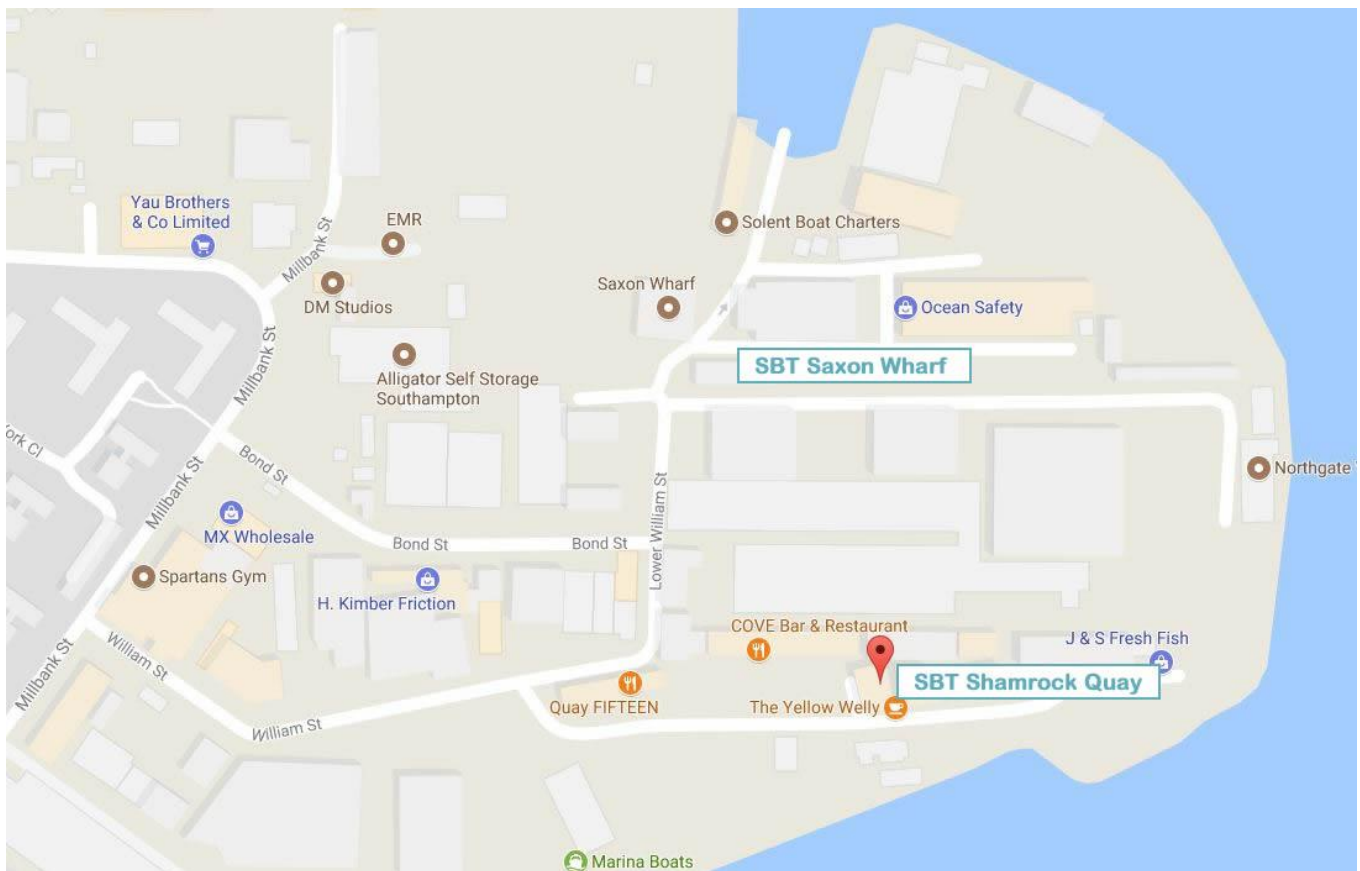 Yau Brothers
& Co Limited
EMR
Millbank St
DM Studios
Solent Boat Charters
Saxon Wharf
Ocean Safety
SBT Saxon Wharf
Millbank St
Alligator Self Storage
Southampton
York Cl
Bond St
Millbank St
Northgate
Lower William St
MX Wholesale
Bond St
Bond St
Spartans Gym
H. Kimber Friction
COVE Bar & Restaurant
J & S Fresh Fish
William St
Millbank St
SBT Shamrock Quay
Quay FIFTEEN
The Yellow Welly
William St
Marina Boats